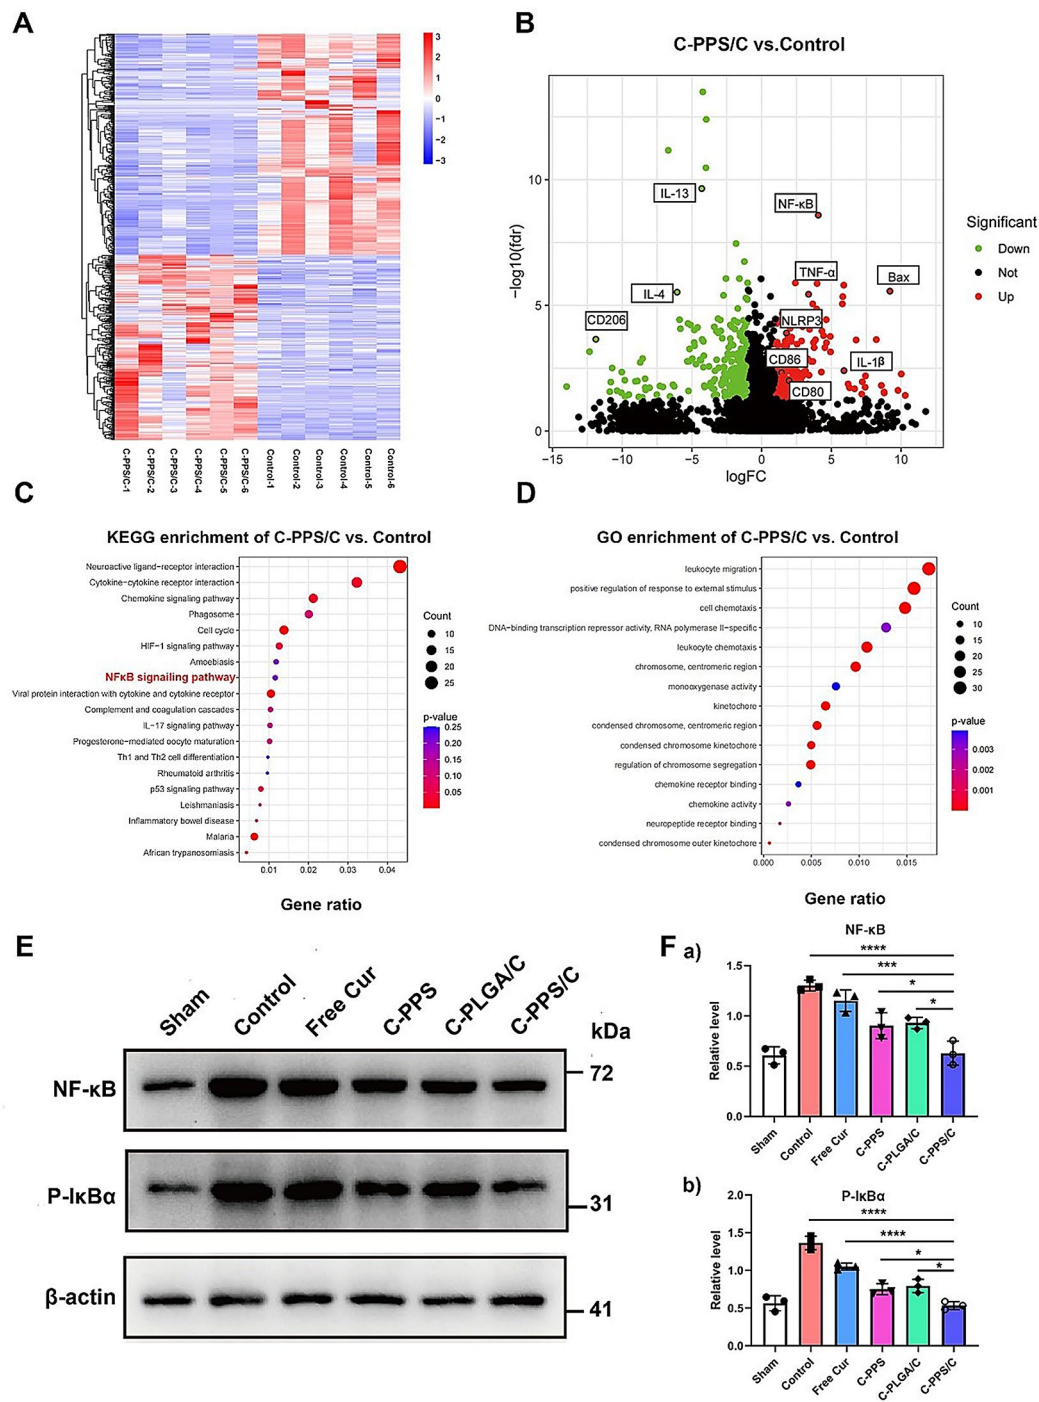 A
3
2
1
0
−1
−2
−3
C-PPS/C-1
C-PPS/C-2
C-PPS/C-3
C-PPS/C-4
C-PPS/C-5
C-PPS/C-6
Control-1
Control-2
Control-3
Control-4
Control-5
Control-6
B
C-PPS/C vs.Control
−log10(fdr)
10
5
0
IL-13
NF-κB
TNF-α
Bax
IL-4
CD206
NLRP3
CD86
IL-1β
CD80
−15
−10
−5
0
5
10
logFC
Significant
Down
Not
Up
C
KEGG enrichment of C-PPS/C vs. Control
Neuroactive ligand−receptor interaction
Cytokine−cytokine receptor interaction
Chemokine signaling pathway
Phagosome
Cell cycle
HIF−1 signaling pathway
Amoebiasis
NFκB signailing pathway
Viral protein interaction with cytokine and cytokine receptor
Complement and coagulation cascades
IL−17 signaling pathway
Progesterone−mediated oocyte maturation
Th1 and Th2 cell differentiation
Rheumatoid arthritis
p53 signaling pathway
Leishmaniasis
Inflammatory bowel disease
Malaria
African trypanosomiasis
0.01
0.02
0.03
0.04
Gene ratio
Count
10
15
20
25
p-value
0.25
0.20
0.15
0.10
0.05
D
GO enrichment of C-PPS/C vs. Control
leukocyte migration
positive regulation of response to external stimulus
cell chemotaxis
DNA−binding transcription repressor activity, RNA polymerase II−specific
leukocyte chemotaxis
chromosome, centromeric region
monooxygenase activity
kinetochore
condensed chromosome, centromeric region
condensed chromosome kinetochore
regulation of chromosome segregation
chemokine receptor binding
chemokine activity
neuropeptide receptor binding
condensed chromosome outer kinetochore
0.000
0.005
0.010
0.015
Gene ratio
Count
10
15
20
25
30
p-value
0.003
0.002
0.001
E
Sham
Control
Free Cur
C-PPS
C-PLGA/C
C-PPS/C
kDa
NF-κB
72
P-IκBα
31
β-actin
41
F
a)
NF-κB
****
***
*
*
Relative level
1.5
1.0
0.5
0.0
Sham
Control
Free Cur
C-PPS
C-PLGA/C
C-PPS/C
b)
P-IκBα
****
****
*
*
Relative level
2.0
1.5
1.0
0.5
0.0
Sham
Control
Free Cur
C-PPS
C-PLGA/C
C-PPS/C